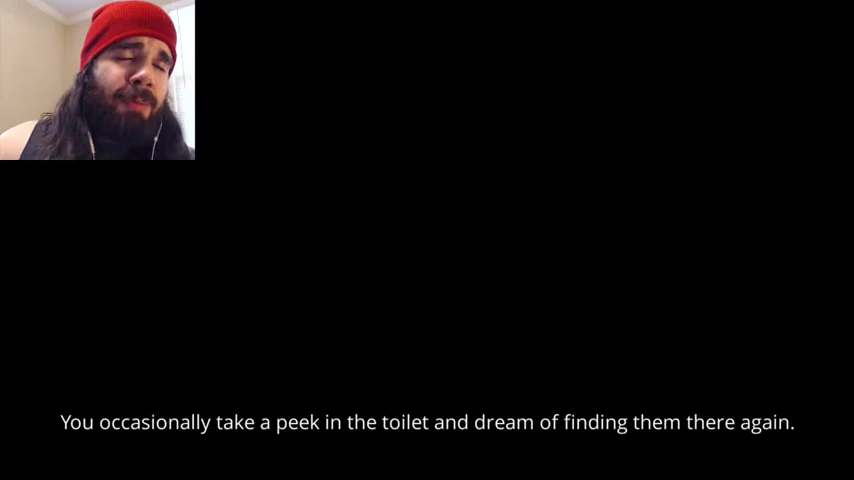 You occasionally take a peek in the toilet and dream of finding them there again.